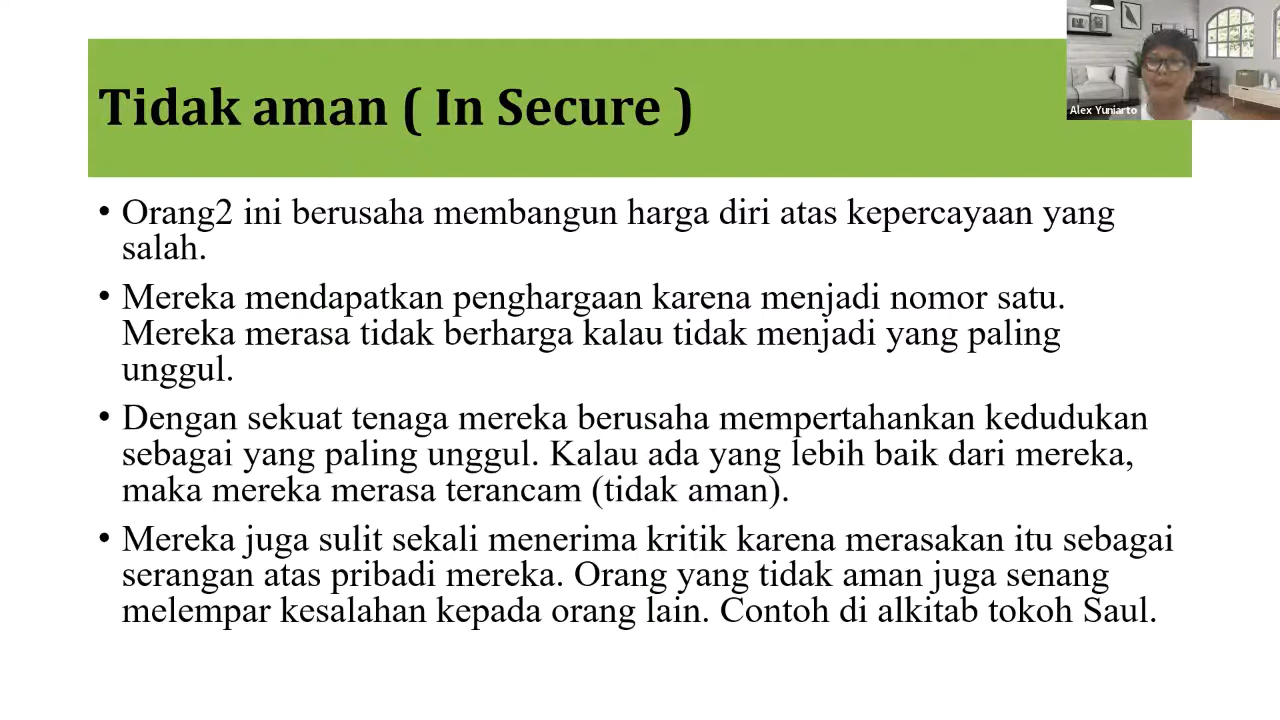 Tidak aman ( In Secure )
Alex Yuniarto
• Orang2 ini berusaha membangun harga diri atas kepercayaan yang
salah.
• Mereka mendapatkan penghargaan karena menjadi nomor satu.
Mereka merasa tidak berharga kalau tidak menjadi yang paling
unggul.
• Dengan sekuat tenaga mereka berusaha mempertahankan kedudukan
sebagai yang paling unggul. Kalau ada yang lebih baik dari mereka,
maka mereka merasa terancam (tidak aman).
• Mereka juga sulit sekali menerima kritik karena merasakan itu sebagai
serangan atas pribadi mereka. Orang yang tidak aman juga senang
melempar kesalahan kepada orang lain. Contoh di alkitab tokoh Saul.